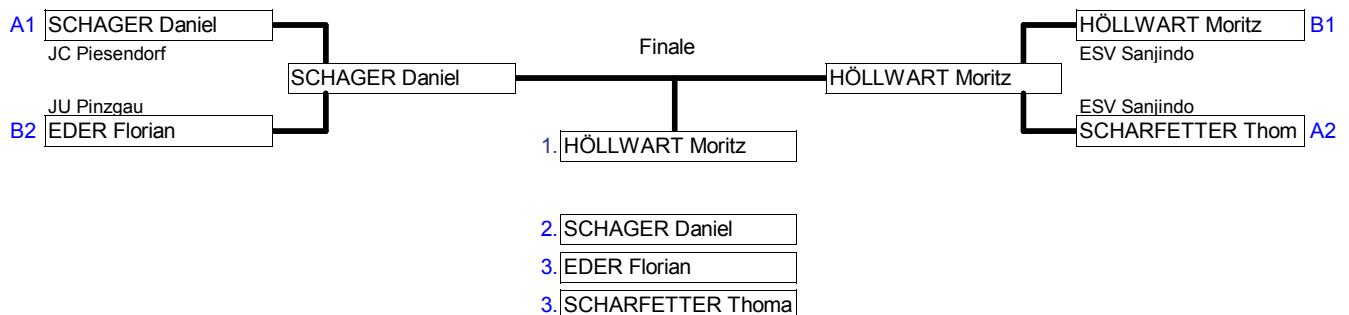 A1 SCHAGER Daniel
JC Piesendorf
JU Pinzgau
B2 EDER Florian
SCHAGER Daniel
Finale
HÖLLWART Moritz
HÖLLWART Moritz B1
ESV Sanjindo
ESV Sanjindo
SCHARFETTER Thom A2
1. HÖLLWART Moritz
2. SCHAGER Daniel
3. EDER Florian
3. SCHARFETTER Thoma